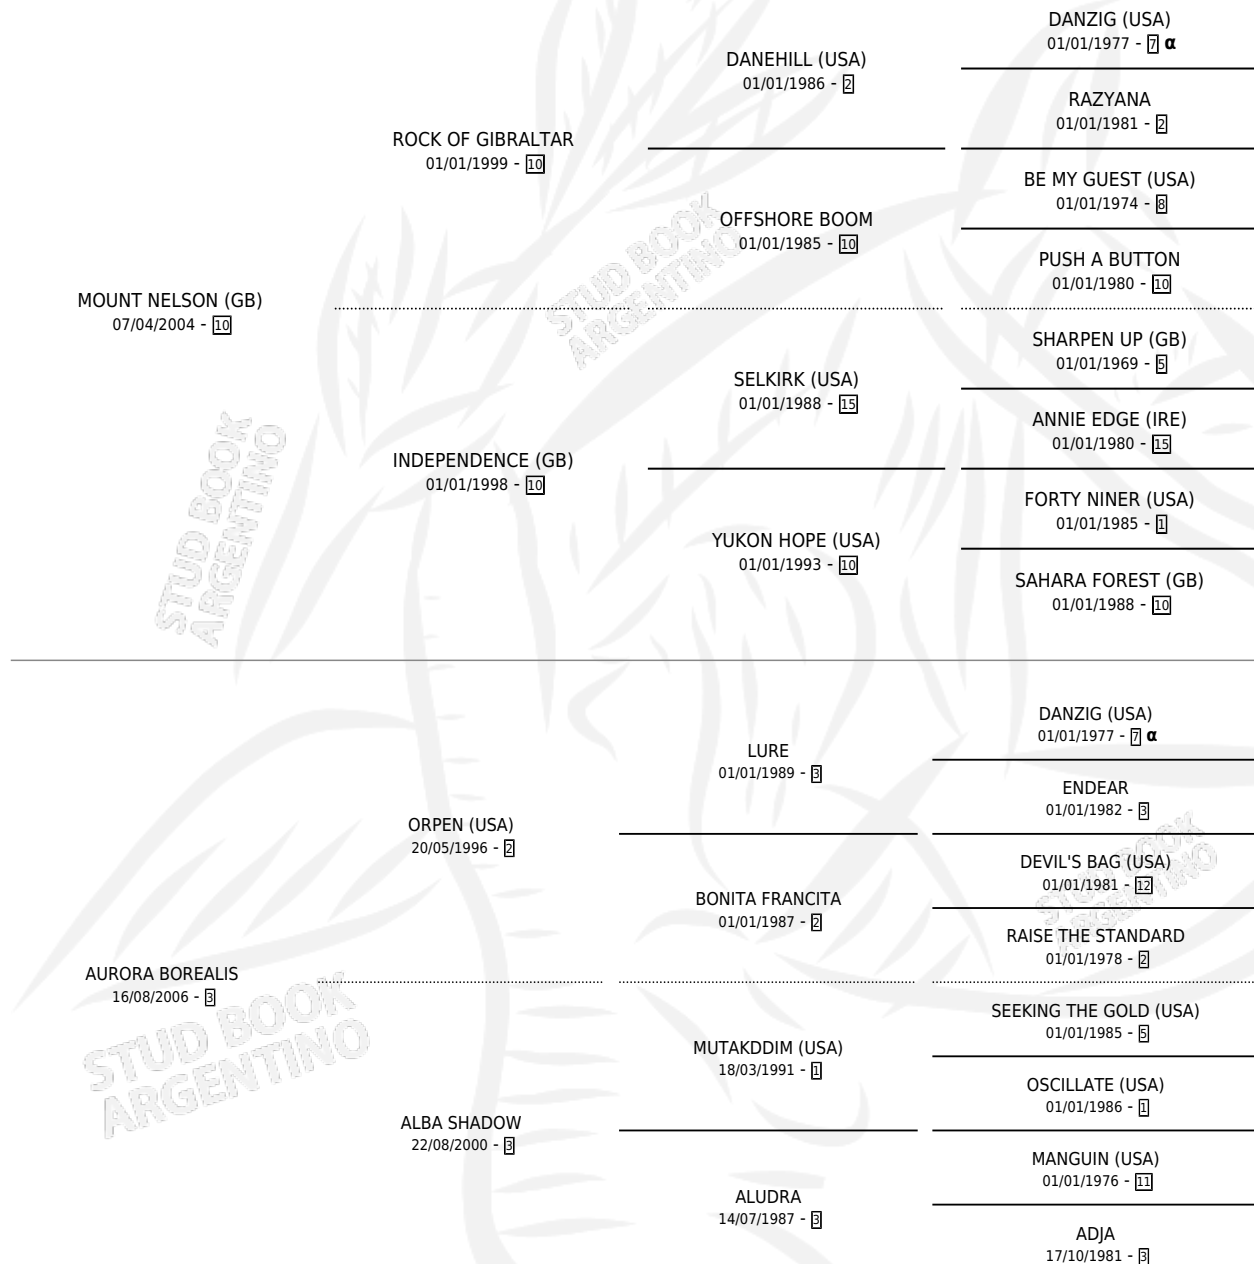 DANZIG (USA)
01/01/1977 - 7 α
DANEHILL (USA)
01/01/1986 - 2
RAZYANA
01/01/1981 - 2
ROCK OF GIBRALTAR
01/01/1999 - 10
BE MY GUEST (USA)
01/01/1974 - 8
OFFSHORE BOOM
01/01/1985 - 10
PUSH A BUTTON
01/01/1980 - 10
MOUNT NELSON (GB)
07/04/2004 - 10
STUD BOOK
ARGENTINO
SHARPEN UP (GB)
01/01/1969 - 5
SELKIRK (USA)
01/01/1988 - 15
ANNIE EDGE (IRE)
01/01/1980 - 15
INDEPENDENCE (GB)
01/01/1998 - 10
FORTY NINER (USA)
01/01/1985 - 1
YUKON HOPE (USA)
01/01/1993 - 10
SAHARA FOREST (GB)
01/01/1988 - 10
STUD BOOK
ARGENTINO
DANZIG (USA)
01/01/1977 - 7 α
LURE
01/01/1989 - 3
ENDEAR
01/01/1982 - 3
ORPEN (USA)
20/05/1996 - 2
DEVIL'S BAG (USA)
01/01/1981 - 12
STUD BOOK
ARGENTINO
BONITA FRANCITA
01/01/1987 - 2
RAISE THE STANDARD
01/01/1978 - 2
AURORA BOREALIS
16/08/2006 - 3
STUD BOOK
ARGENTINO
SEEKING THE GOLD (USA)
01/01/1985 - 5
MUTAKDDIM (USA)
18/03/1991 - 1
OSCILLATE (USA)
01/01/1986 - 1
ALBA SHADOW
22/08/2000 - 3
MANGUIN (USA)
01/01/1976 - 11
ALUDRA
14/07/1987 - 3
ADJA
17/10/1981 - 3